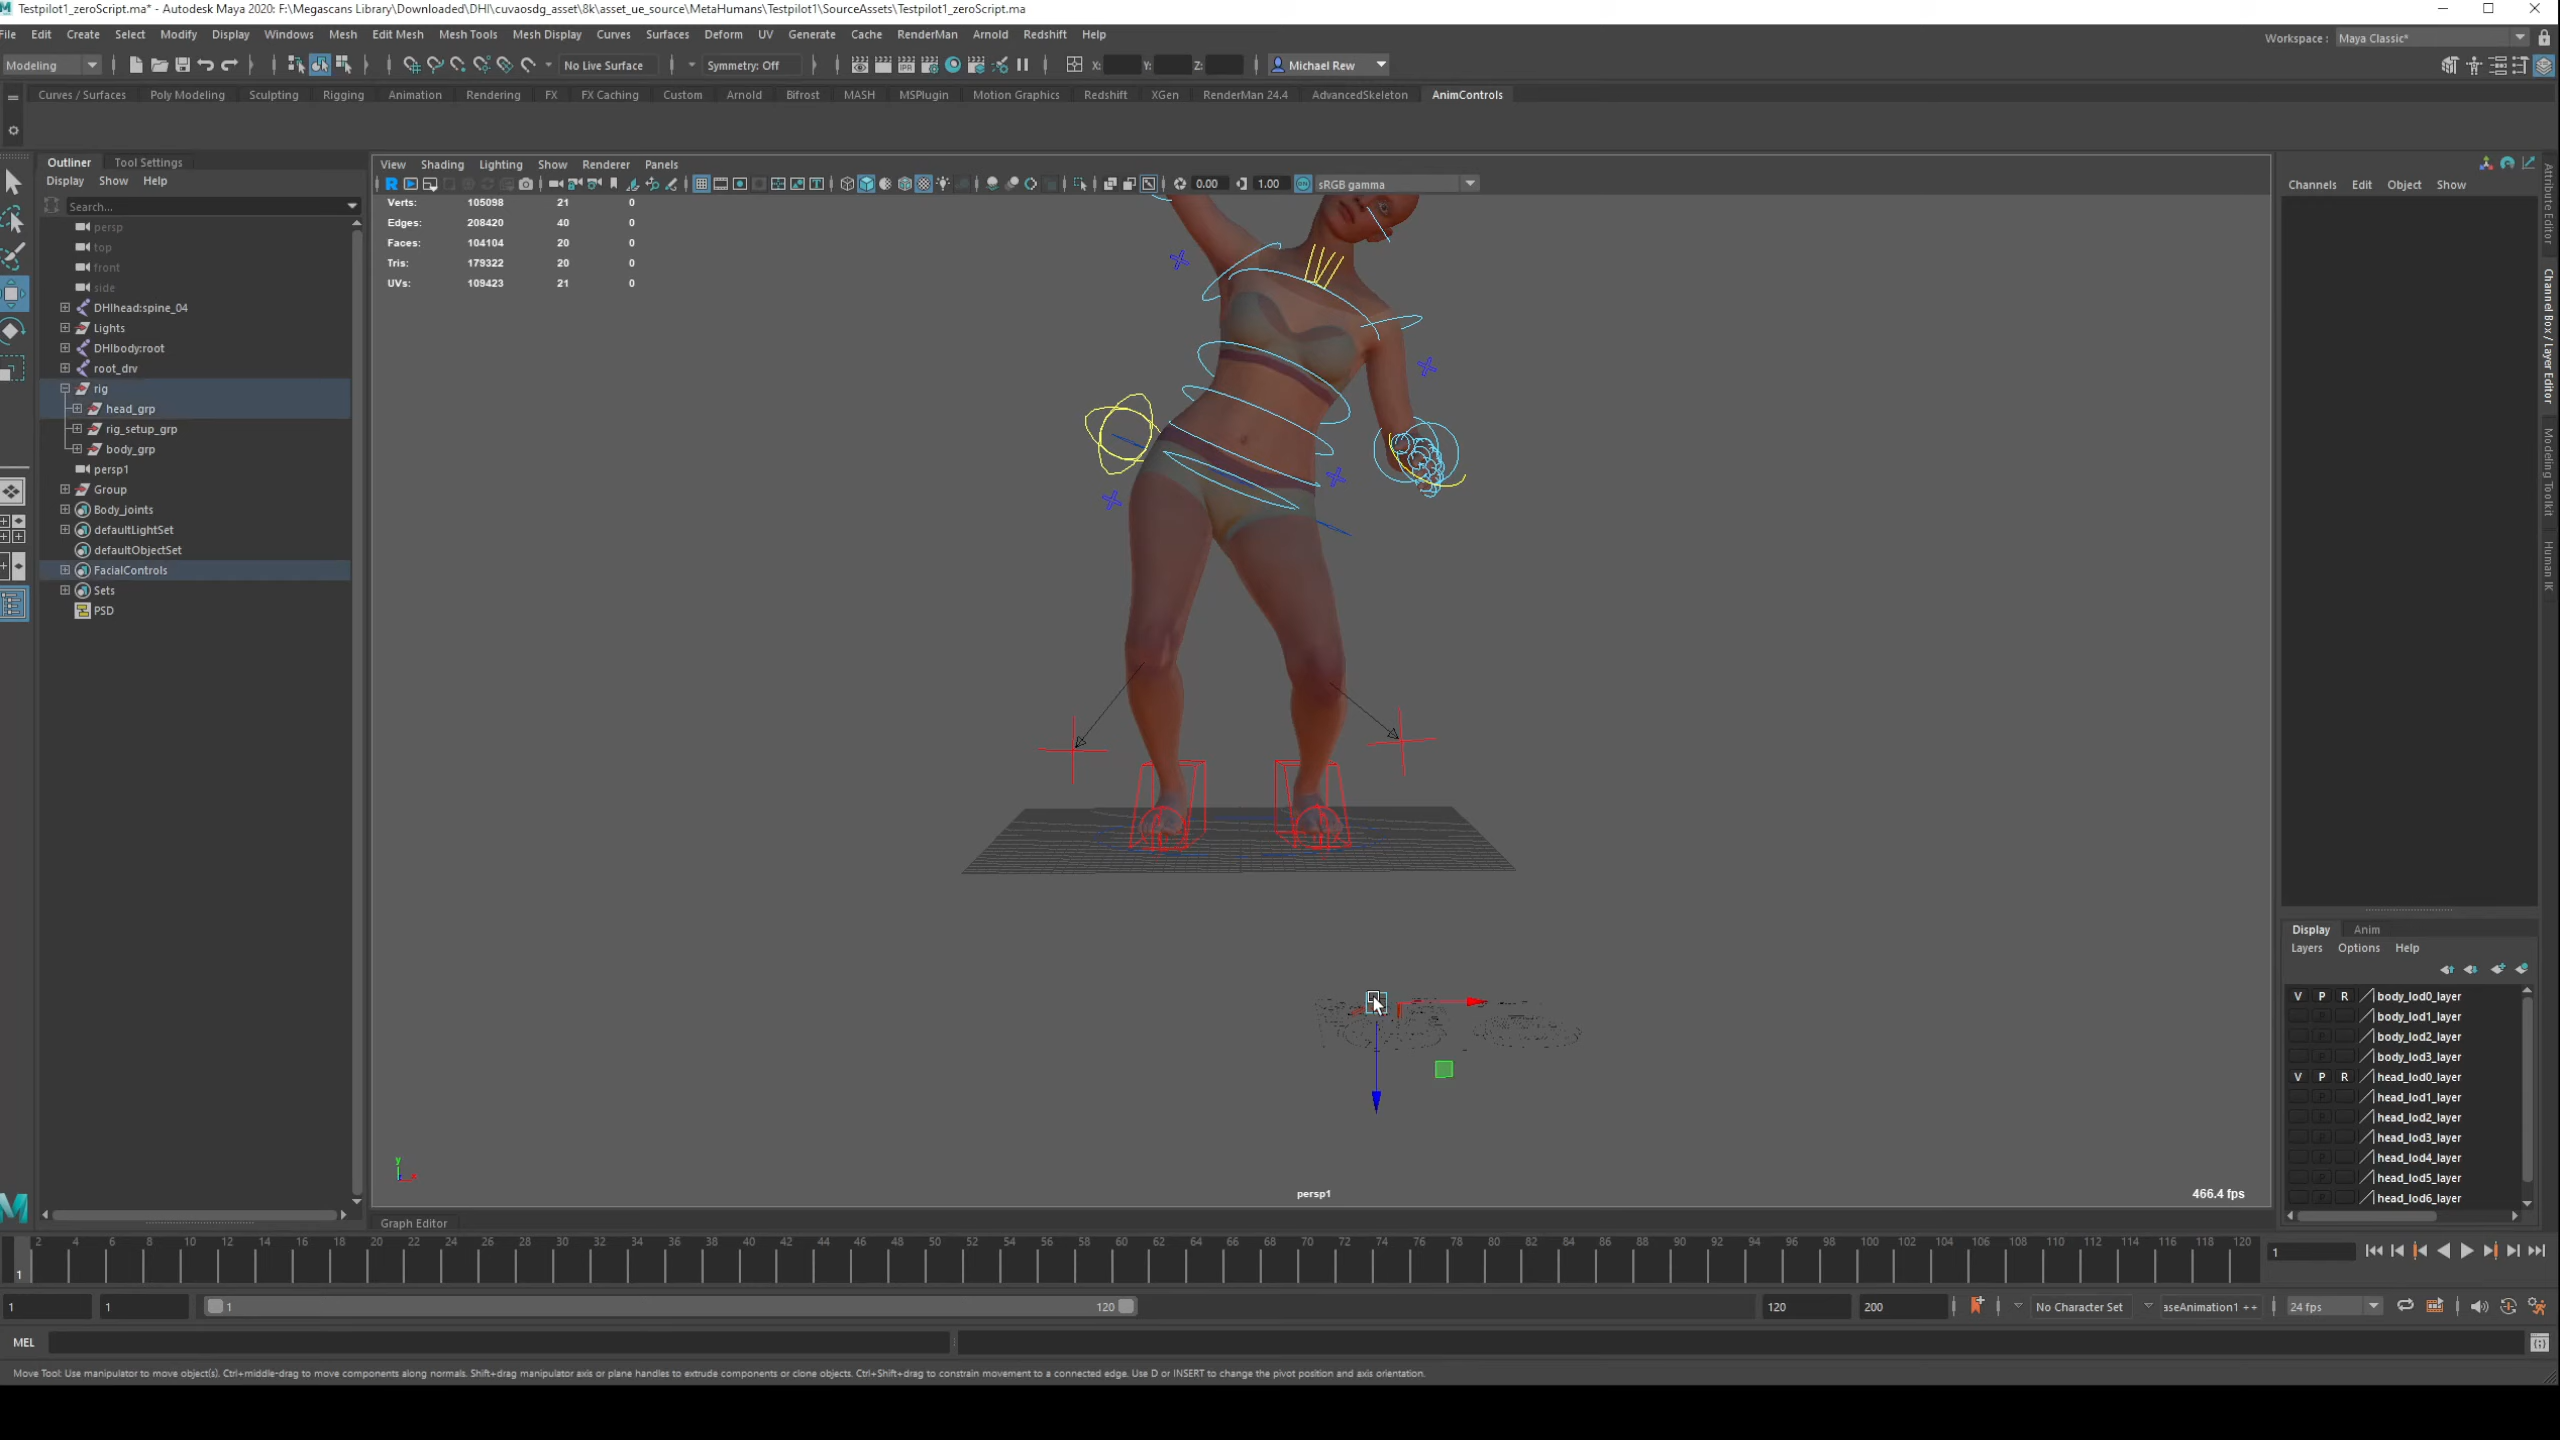 Testpilot1_zeroScript.ma* - Autodesk Maya 2020: F:\Megascans Library\Downloaded\DHI\cuvaosdg_asset\8k\asset_ue_source\MetaHumans\Testpilot1\SourceAssets\Testpilot1_zeroScript.ma
File Edit Create Select Modify Display Windows Mesh Edit Mesh Mesh Tools Mesh Display Curves Surfaces Deform UV Generate Cache RenderMan Arnold Redshift Help
Workspace : Maya Classic*
Modeling No Live Surface Symmetry: Off X: Y: Z: Michael Rew
Curves / Surfaces Poly Modeling Sculpting Rigging Animation Rendering FX FX Caching Custom Arnold Bifrost MASH MSPlugin Motion Graphics Redshift XGen RenderMan 24.4 AdvancedSkeleton AnimControls
Outliner Tool Settings
Display Show Help
Search...
persp
top
front
side
DHIhead:spine_04
Lights
DHIbody:root
root_drv
rig
head_grp
rig_setup_grp
body_grp
persp1
Group
Body_joints
defaultLightSet
defaultObjectSet
FacialControls
Sets
PSD
View Shading Lighting Show Renderer Panels
0.00 1.00 sRGB gamma
Verts: 105098 21 0
Edges: 208420 40 0
Faces: 104104 20 0
Tris: 179322 20 0
UVs: 109423 21 0
y
persp1
466.4 fps
Channels Edit Object Show
Attribute Editor
Channel Box / Layer Editor
Modeling Toolkit
Human IK
Display Anim
Layers Options Help
V P R body_lod0_layer
P body_lod1_layer
P body_lod2_layer
P body_lod3_layer
V P R head_lod0_layer
P head_lod1_layer
P head_lod2_layer
P head_lod3_layer
P head_lod4_layer
P head_lod5_layer
P head_lod6_layer
Graph Editor
2 4 6 8 10 12 14 16 18 20 22 24 26 28 30 32 34 36 38 40 42 44 46 48 50 52 54 56 58 60 62 64 66 68 70 72 74 76 78 80 82 84 86 88 90 92 94 96 98 100 102 104 106 108 110 112 114 116 118 120
1
1
1 1 1 120 120 200 No Character Set aseAnimation1 ++ 24 fps
MEL
Move Tool: Use manipulator to move object(s). Ctrl+middle-drag to move components along normals. Shift+drag manipulator axis or plane handles to extrude components or clone objects. Ctrl+Shift+drag to constrain movement to a connected edge. Use D or INSERT to change the pivot position and axis orientation.